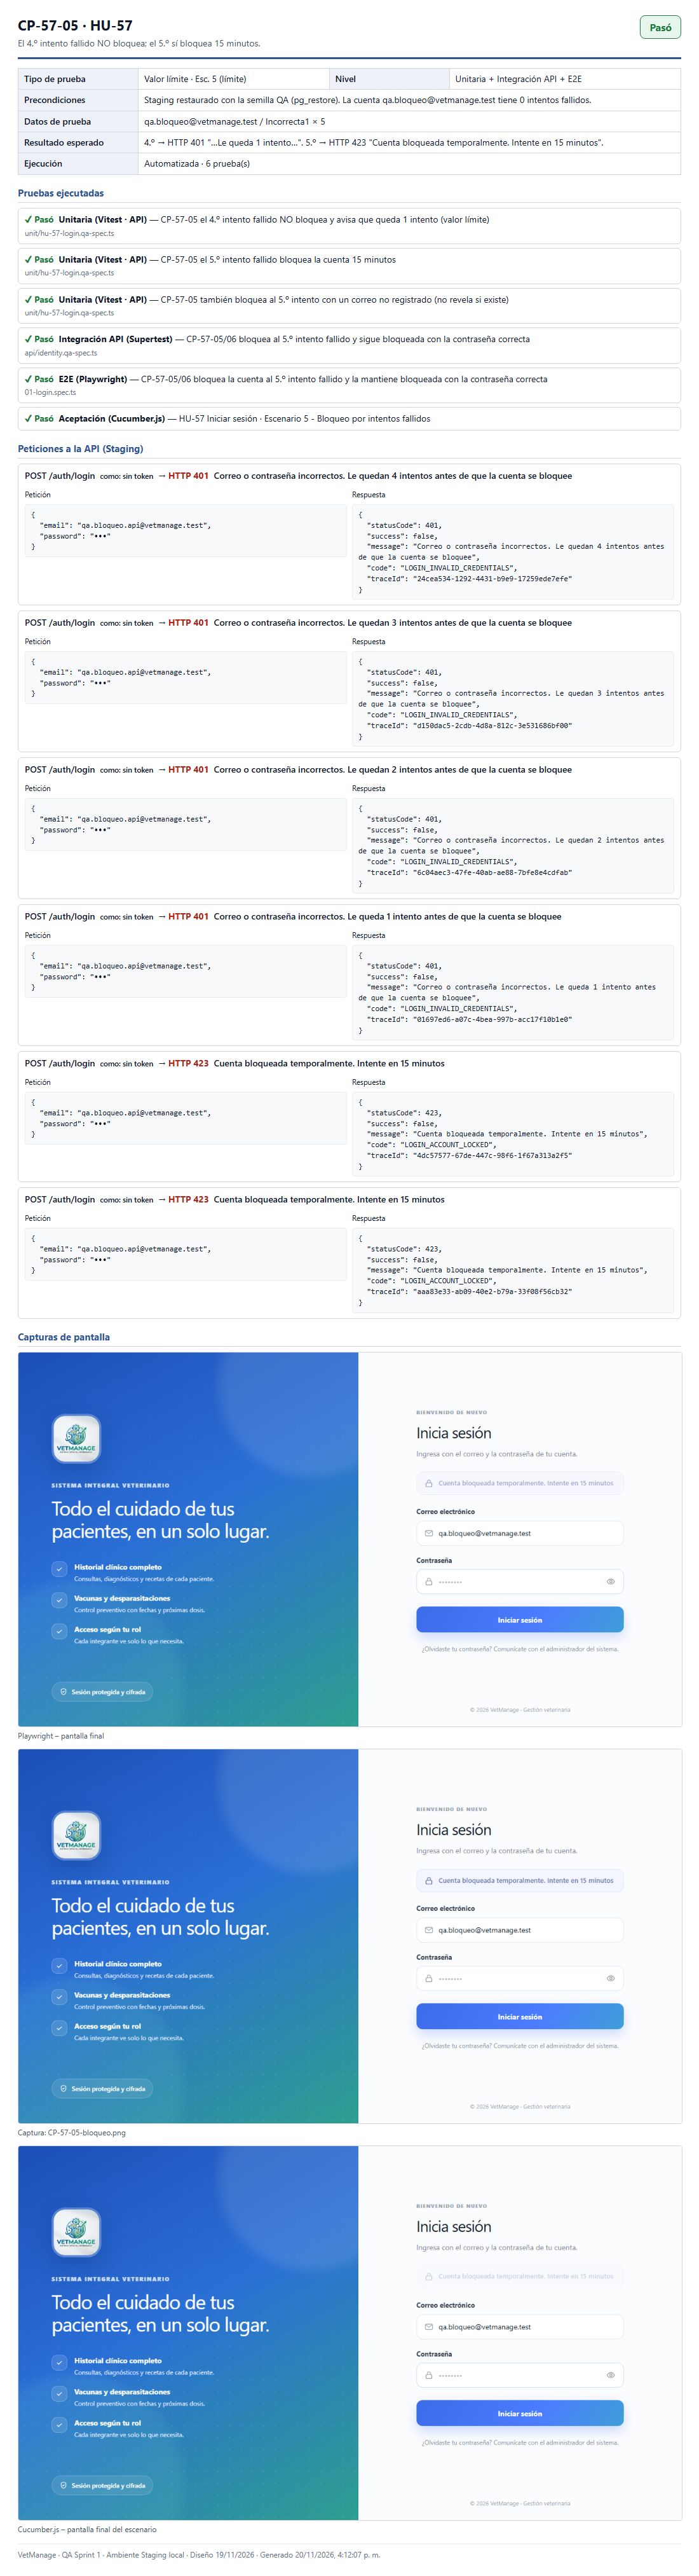 CP-57-05 · HU-57
Pasó
El 4.º intento fallido NO bloquea; el 5.º sí bloquea 15 minutos.
Tipo de prueba Valor límite · Esc. 5 (límite) Nivel Unitaria + Integración API + E2E
Precondiciones Staging restaurado con la semilla QA (pg_restore). La cuenta qa.bloqueo@vetmanage.test tiene 0 intentos fallidos.
Datos de prueba qa.bloqueo@vetmanage.test / Incorrecta1 × 5
Resultado esperado 4.º → HTTP 401 "…Le queda 1 intento…". 5.º → HTTP 423 "Cuenta bloqueada temporalmente. Intente en 15 minutos".
Ejecución Automatizada · 6 prueba(s)
Pruebas ejecutadas
✓ Pasó Unitaria (Vitest · API) — CP-57-05 el 4.º intento fallido NO bloquea y avisa que queda 1 intento (valor límite)
unit/hu-57-login.qa-spec.ts
✓ Pasó Unitaria (Vitest · API) — CP-57-05 el 5.º intento fallido bloquea la cuenta 15 minutos
unit/hu-57-login.qa-spec.ts
✓ Pasó Unitaria (Vitest · API) — CP-57-05 también bloquea al 5.º intento con un correo no registrado (no revela si existe)
unit/hu-57-login.qa-spec.ts
✓ Pasó Integración API (Supertest) — CP-57-05/06 bloquea al 5.º intento fallido y sigue bloqueada con la contraseña correcta
api/identity.qa-spec.ts
✓ Pasó E2E (Playwright) — CP-57-05/06 bloquea la cuenta al 5.º intento fallido y la mantiene bloqueada con la contraseña correcta
01-login.spec.ts
✓ Pasó Aceptación (Cucumber.js) — HU-57 Iniciar sesión · Escenario 5 - Bloqueo por intentos fallidos
Peticiones a la API (Staging)
POST /auth/login como: sin token → HTTP 401 Correo o contraseña incorrectos. Le quedan 4 intentos antes de que la cuenta se bloquee
Petición
{
"email": "qa.bloqueo.api@vetmanage.test",
"password": "•••"
}
Respuesta
{
"statusCode": 401,
"success": false,
"message": "Correo o contraseña incorrectos. Le quedan 4 intentos antes
de que la cuenta se bloquee",
"code": "LOGIN_INVALID_CREDENTIALS",
"traceId": "24cea534-1292-4431-b9e9-17259ede7efe"
}
POST /auth/login como: sin token → HTTP 401 Correo o contraseña incorrectos. Le quedan 3 intentos antes de que la cuenta se bloquee
Petición
{
"email": "qa.bloqueo.api@vetmanage.test",
"password": "•••"
}
Respuesta
{
"statusCode": 401,
"success": false,
"message": "Correo o contraseña incorrectos. Le quedan 3 intentos antes
de que la cuenta se bloquee",
"code": "LOGIN_INVALID_CREDENTIALS",
"traceId": "d150dac5-2cdb-4d8a-812c-3e531686bf00"
}
POST /auth/login como: sin token → HTTP 401 Correo o contraseña incorrectos. Le quedan 2 intentos antes de que la cuenta se bloquee
Petición
{
"email": "qa.bloqueo.api@vetmanage.test",
"password": "•••"
}
Respuesta
{
"statusCode": 401,
"success": false,
"message": "Correo o contraseña incorrectos. Le quedan 2 intentos antes
de que la cuenta se bloquee",
"code": "LOGIN_INVALID_CREDENTIALS",
"traceId": "6c04aec3-47fe-40ab-ae88-7bfe8e4cdfab"
}
POST /auth/login como: sin token → HTTP 401 Correo o contraseña incorrectos. Le queda 1 intento antes de que la cuenta se bloquee
Petición
{
"email": "qa.bloqueo.api@vetmanage.test",
"password": "•••"
}
Respuesta
{
"statusCode": 401,
"success": false,
"message": "Correo o contraseña incorrectos. Le queda 1 intento antes
de que la cuenta se bloquee",
"code": "LOGIN_INVALID_CREDENTIALS",
"traceId": "01697ed6-a07c-4bea-997b-acc17f10b1e0"
}
POST /auth/login como: sin token → HTTP 423 Cuenta bloqueada temporalmente. Intente en 15 minutos
Petición
{
"email": "qa.bloqueo.api@vetmanage.test",
"password": "•••"
}
Respuesta
{
"statusCode": 423,
"success": false,
"message": "Cuenta bloqueada temporalmente. Intente en 15 minutos",
"code": "LOGIN_ACCOUNT_LOCKED",
"traceId": "4dc57577-67de-447c-98f6-1f67a313a2f5"
}
POST /auth/login como: sin token → HTTP 423 Cuenta bloqueada temporalmente. Intente en 15 minutos
Petición
{
"email": "qa.bloqueo.api@vetmanage.test",
"password": "•••"
}
Respuesta
{
"statusCode": 423,
"success": false,
"message": "Cuenta bloqueada temporalmente. Intente en 15 minutos",
"code": "LOGIN_ACCOUNT_LOCKED",
"traceId": "aaa83e33-ab09-40e2-b79a-33f08f56cb32"
}
Capturas de pantalla
VETMANAGE
SISTEMA INTEGRAL VETERINARIO
Todo el cuidado de tus
pacientes, en un solo lugar.
Historial clínico completo
Consultas, diagnósticos y recetas de cada paciente.
Vacunas y desparasitaciones
Control preventivo con fechas y próximas dosis.
Acceso según tu rol
Cada integrante ve solo lo que necesita.
Sesión protegida y cifrada
BIENVENIDO DE NUEVO
Inicia sesión
Ingresa con el correo y la contraseña de tu cuenta.
Cuenta bloqueada temporalmente. Intente en 15 minutos
Correo electrónico
qa.bloqueo@vetmanage.test
Contraseña
••••••••
Iniciar sesión
¿Olvidaste tu contraseña? Comunícate con el administrador del sistema.
© 2026 VetManage · Gestión veterinaria
Playwright – pantalla final
VETMANAGE
SISTEMA INTEGRAL VETERINARIO
Todo el cuidado de tus
pacientes, en un solo lugar.
Historial clínico completo
Consultas, diagnósticos y recetas de cada paciente.
Vacunas y desparasitaciones
Control preventivo con fechas y próximas dosis.
Acceso según tu rol
Cada integrante ve solo lo que necesita.
Sesión protegida y cifrada
BIENVENIDO DE NUEVO
Inicia sesión
Ingresa con el correo y la contraseña de tu cuenta.
Cuenta bloqueada temporalmente. Intente en 15 minutos
Correo electrónico
qa.bloqueo@vetmanage.test
Contraseña
••••••••
Iniciar sesión
¿Olvidaste tu contraseña? Comunícate con el administrador del sistema.
© 2026 VetManage · Gestión veterinaria
Captura: CP-57-05-bloqueo.png
VETMANAGE
SISTEMA INTEGRAL VETERINARIO
Todo el cuidado de tus
pacientes, en un solo lugar.
Historial clínico completo
Consultas, diagnósticos y recetas de cada paciente.
Vacunas y desparasitaciones
Control preventivo con fechas y próximas dosis.
Acceso según tu rol
Cada integrante ve solo lo que necesita.
Sesión protegida y cifrada
BIENVENIDO DE NUEVO
Inicia sesión
Ingresa con el correo y la contraseña de tu cuenta.
Cuenta bloqueada temporalmente. Intente en 15 minutos
Correo electrónico
qa.bloqueo@vetmanage.test
Contraseña
••••••••
Iniciar sesión
¿Olvidaste tu contraseña? Comunícate con el administrador del sistema.
© 2026 VetManage · Gestión veterinaria
Cucumber.js – pantalla final del escenario
VetManage · QA Sprint 1 · Ambiente Staging local · Diseño 19/11/2026 · Generado 20/11/2026, 4:12:07 p. m.